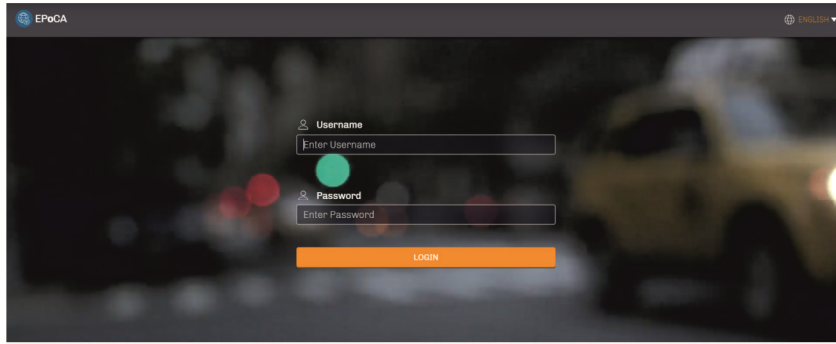 EPoCA
ENGLISH
Username
Enter Username
Password
Enter Password
LOGIN